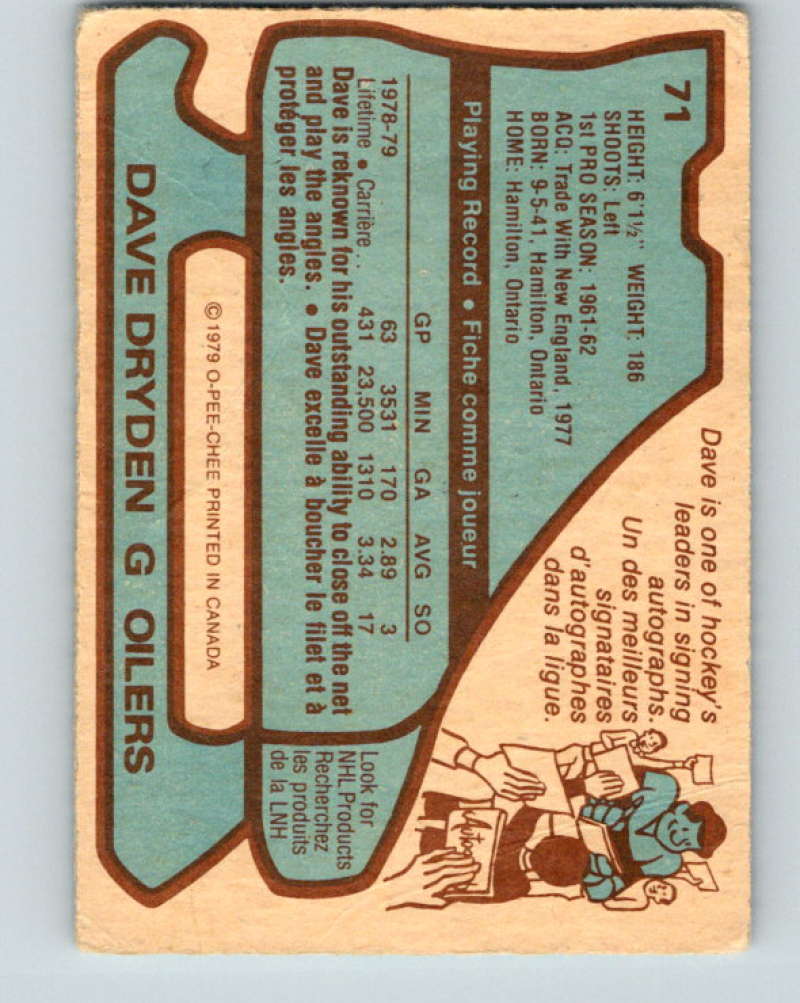 71
HEIGHT: 6'1½" WEIGHT: 186
SHOOTS: Left
1st PRO SEASON: 1961-62
ACQ: Trade With New England, 1977
BORN: 9-5-41, Hamilton, Ontario
HOME: Hamilton, Ontario
Dave is one of hockey's
leaders in signing
autographs.
Un des meilleurs
signataires
d'autographes
dans la ligue.
Autogr
Playing Record • Fiche comme joueur
GP MIN GA AVG SO
1978-79 63 3531 170 2.89 3
Lifetime • Carrière.. 431 23,500 1310 3.34 17
Dave is reknown for his outstanding ability to close off the net
and play the angles. • Dave excelle à boucher le filet et à
protéger les angles.
Look for
NHL Products
Recherchez
les produits
de la LNH
©1979 O-PEE-CHEE PRINTED IN CANADA
DAVE DRYDEN G OILERS